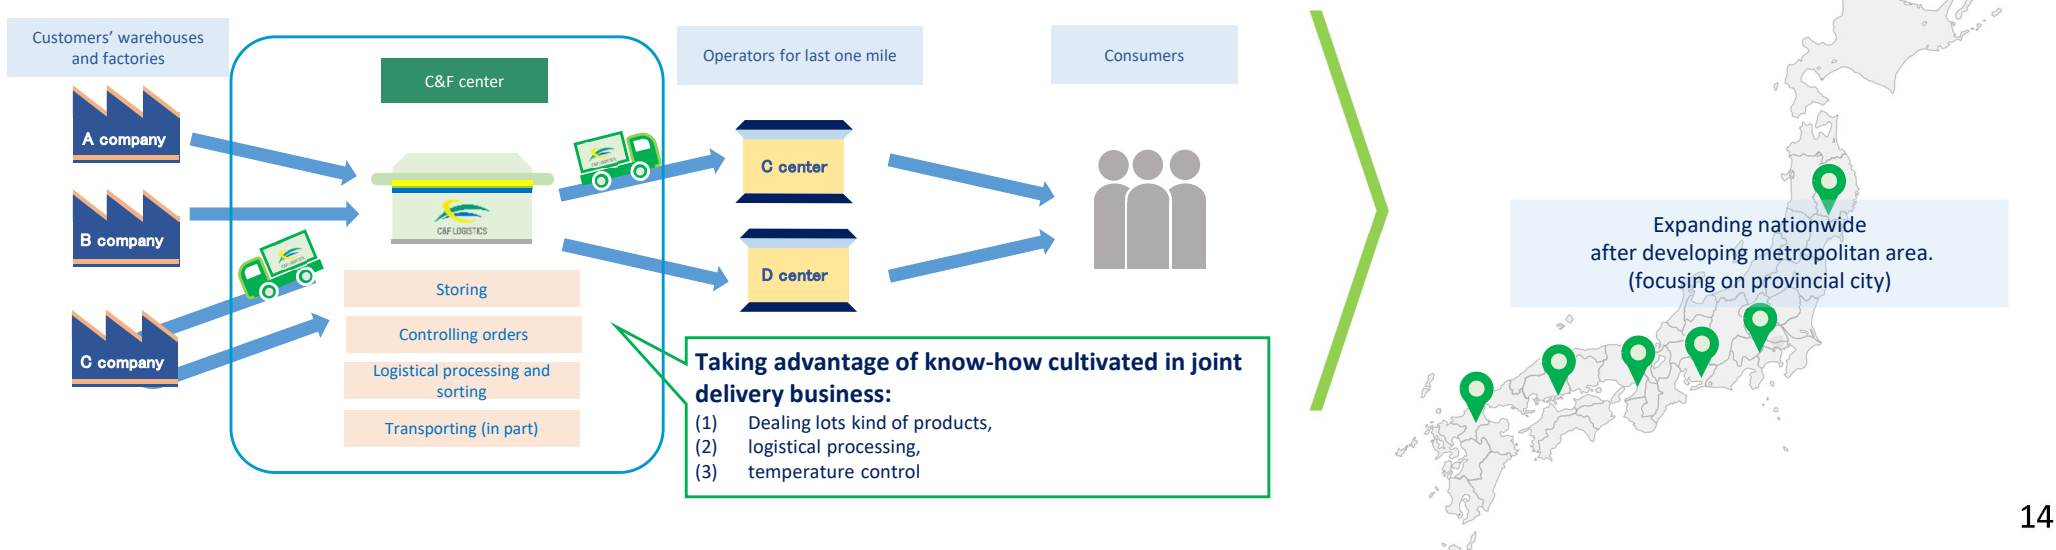 Customers’ warehouses
and factories
A company
B company
C company
C&F center
C&F LOGISTICS
Storing
Controlling orders
Logistical processing and
sorting
Transporting (in part)
Operators for last one mile
C center
D center
Consumers
Taking advantage of know-how cultivated in joint
delivery business:
(1) Dealing lots kind of products,
(2) logistical processing,
(3) temperature control
Expanding nationwide
after developing metropolitan area.
(focusing on provincial city)
14